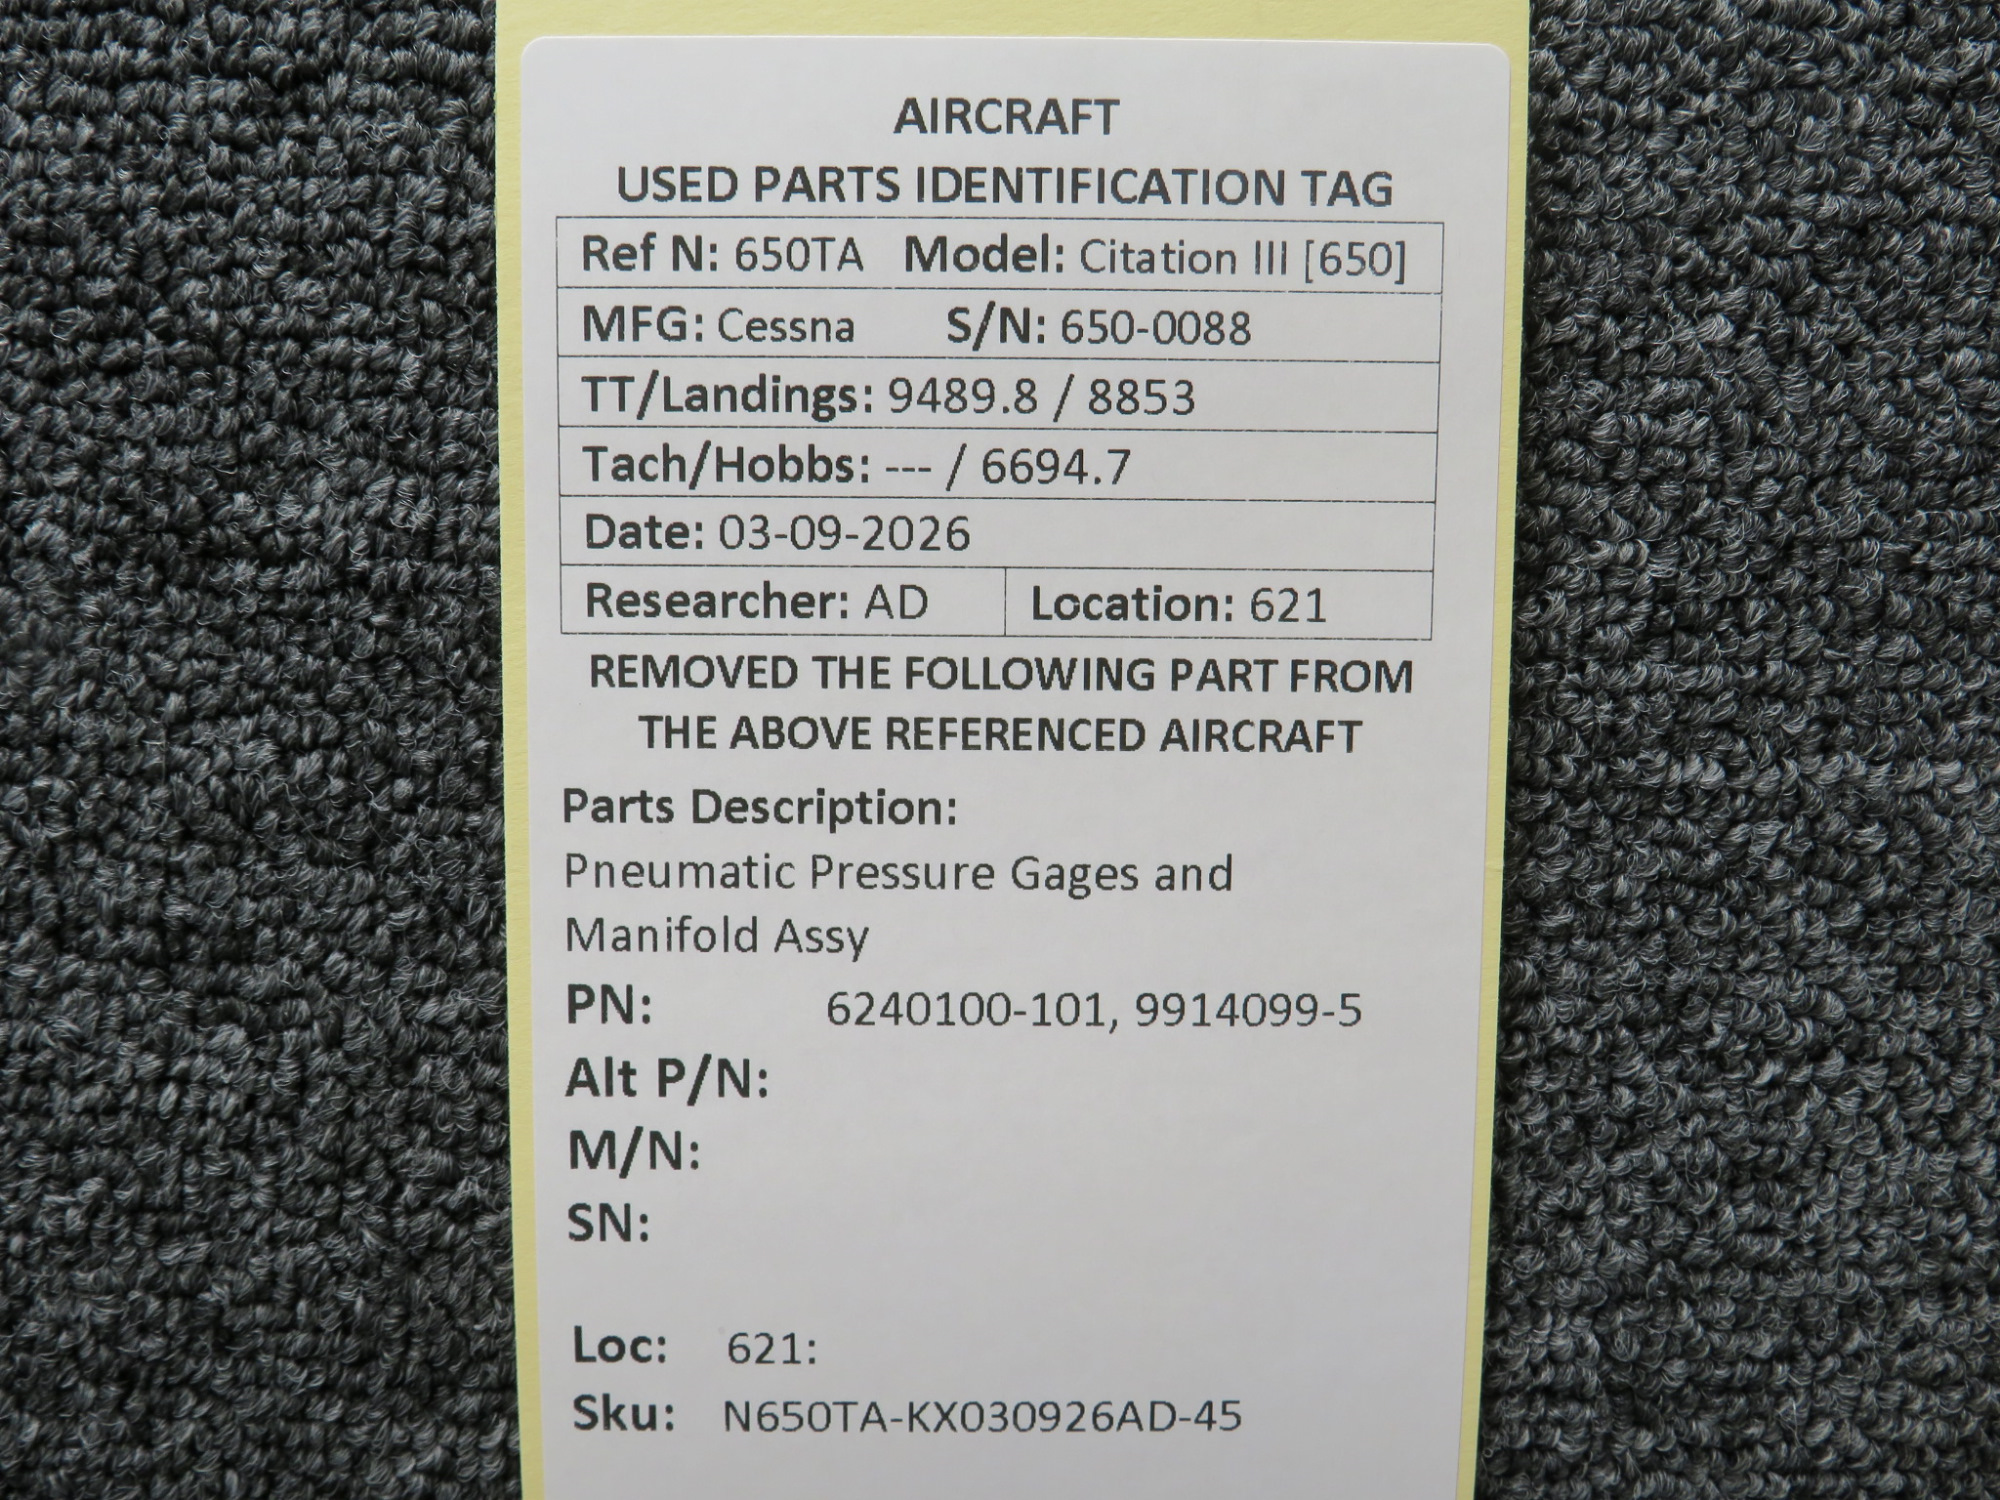 AIRCRAFT
USED PARTS IDENTIFICATION TAG
Ref N: 650TA Model: Citation III [650]
MFG: Cessna S/N: 650-0088
TT/Landings: 9489.8 / 8853
Tach/Hobbs: --- / 6694.7
Date: 03-09-2026
Researcher: AD Location: 621
REMOVED THE FOLLOWING PART FROM
THE ABOVE REFERENCED AIRCRAFT
Parts Description:
Pneumatic Pressure Gages and
Manifold Assy
PN: 6240100-101, 9914099-5
Alt P/N:
M/N:
SN:
Loc: 621:
Sku: N650TA-KX030926AD-45